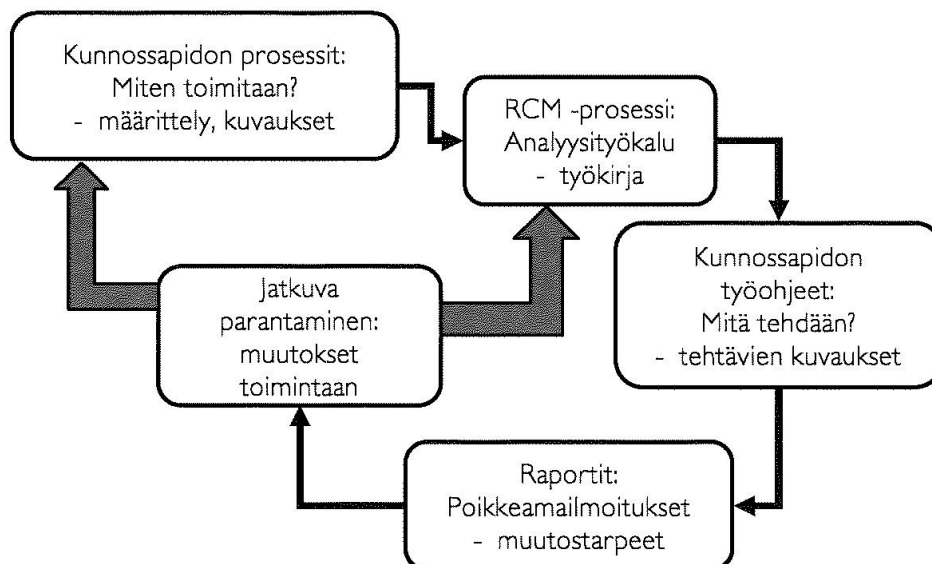 Kunnossapidon prosessit:
Miten toimitaan?
- määrittely, kuvaukset
RCM -prosessi:
Analyysityökalu
- työkirja
Kunnossapidon
työohjeet:
Mitä tehdään?
- tehtävien kuvaukset
Jatkuva
parantaminen:
muutokset
toimintaan
Raportit:
Poikkeamailmoitukset
- muutostarpeet